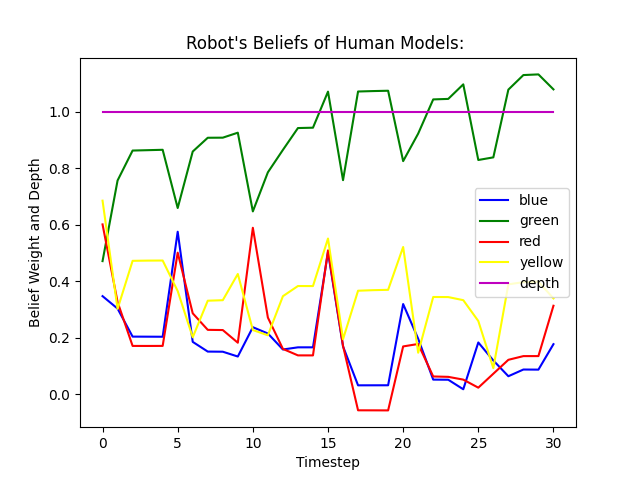 Robot's Beliefs of Human Models:
Belief Weight and Depth
1.0
0.8
0.6
0.4
0.2
0.0
blue
green
red
yellow
depth
0 5 10 15 20 25 30
Timestep